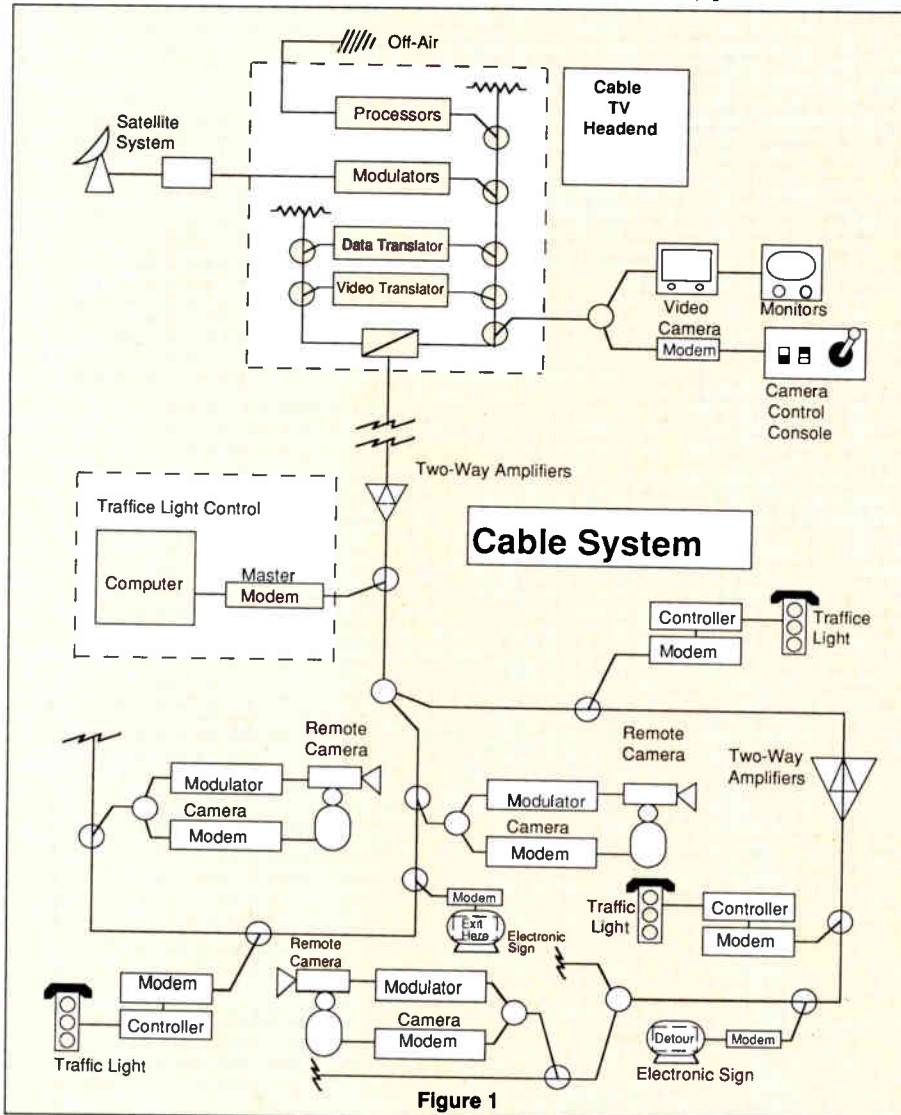 Off-Air
Cable
TV
Headend
Processors
Satellite
System
Modulators
Data Translator
Video Translator
Video
Camera
Monitors
Modem
Camera
Control
Console
Two-Way Amplifiers
Traffice Light Control
Cable System
Computer
Master
Modem
Controller
Modem
Traffice
Light
Remote
Camera
Modulator
Camera
Modem
Remote
Camera
Modulator
Camera
Modem
Two-Way
Amplifiers
Modem
Exit
Here
Electronic
Sign
Traffic
Light
Controller
Modem
Remote
Camera
Modulator
Camera
Modem
Modem
Controller
Traffic Light
Detour
Modem
Electronic Sign
Figure 1